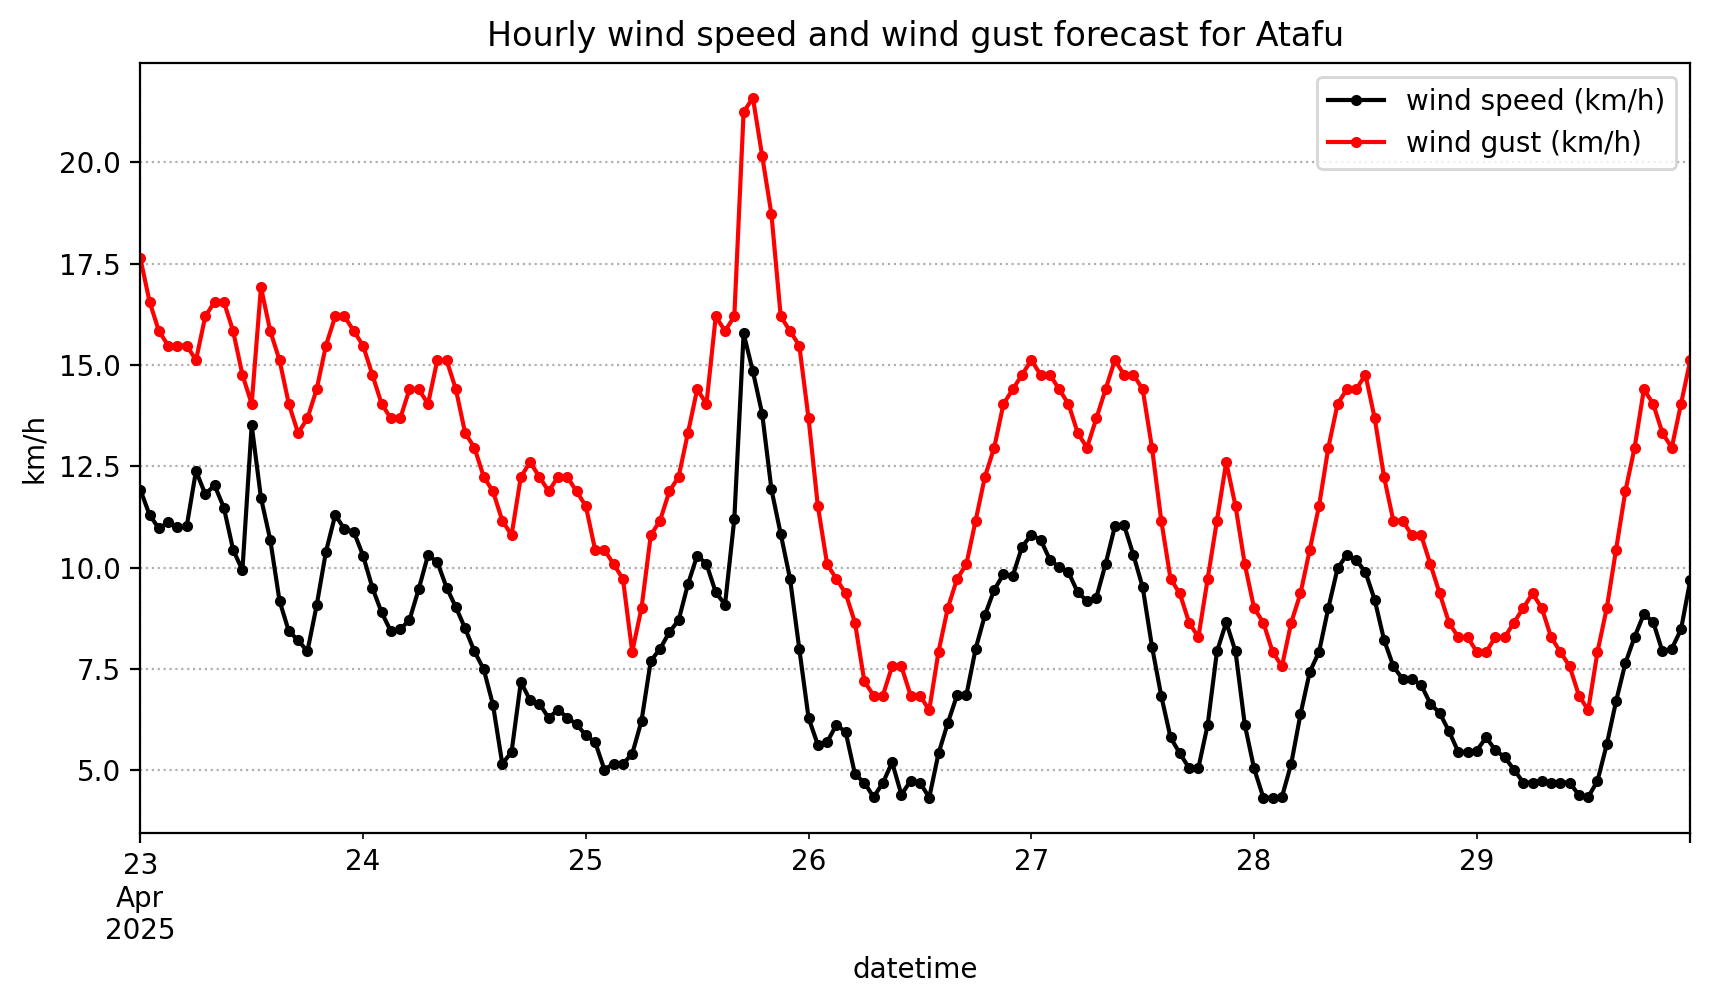 Hourly wind speed and wind gust forecast for Atafu
wind speed (km/h)
wind gust (km/h)
km/h
20.0
17.5
15.0
12.5
10.0
7.5
5.0
23 24 25 26 27 28 29
Apr
2025
datetime